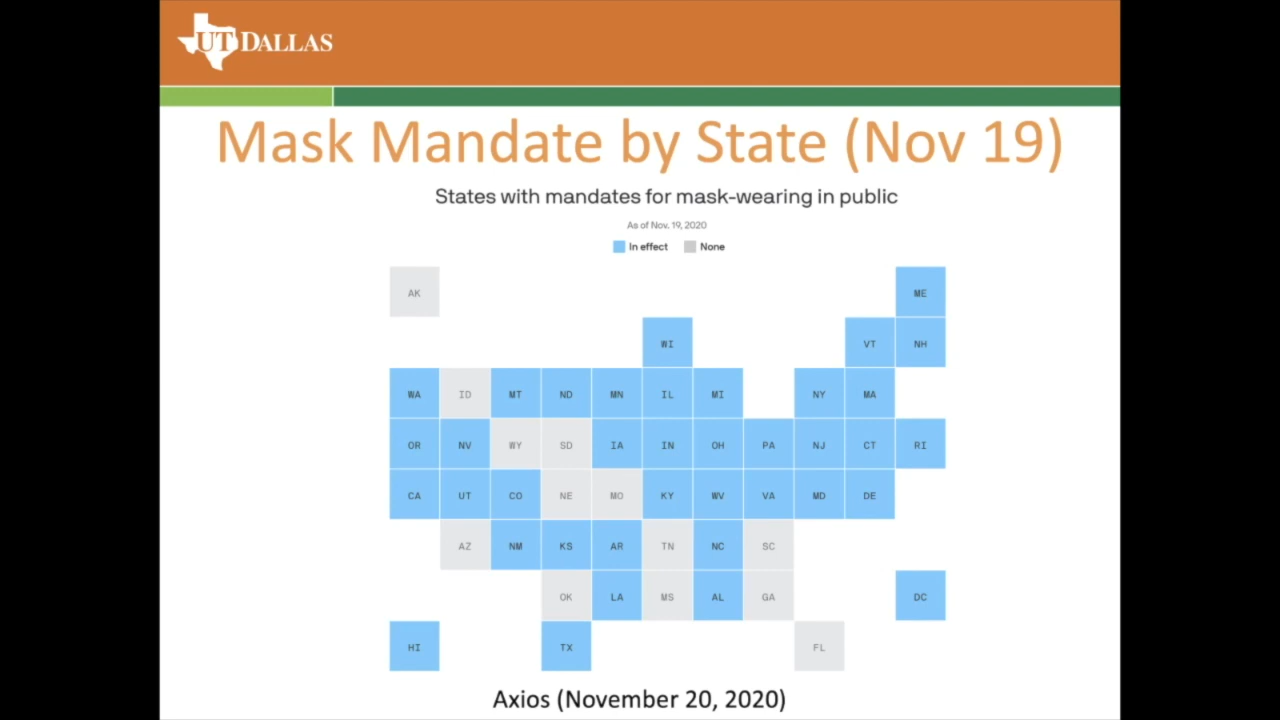 UT DALLAS
Mask Mandate by State (Nov 19)
States with mandates for mask-wearing in public
As of Nov. 19, 2020
In effect None
AK ME
WI VT NH
WA ID MT ND MN IL MI NY MA
OR NV WY SD IA IN OH PA NJ CT RI
CA UT CO NE MO KY WV VA MD DE
AZ NM KS AR TN NC SC
OK LA MS AL GA DC
HI TX FL
Axios (November 20, 2020)